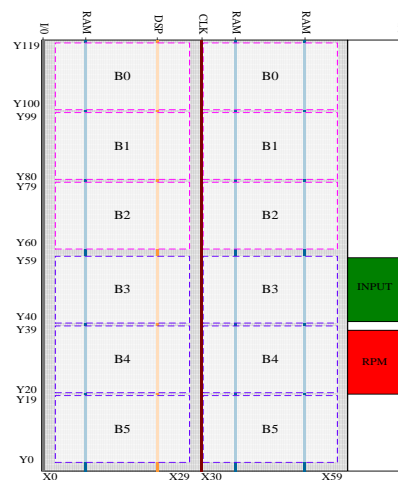 I/O RAM DSP CLK RAM RAM
Y119
B0 B0
Y100
Y99
B1 B1
Y80
Y79
B2 B2
Y60
Y59
B3 B3 INPUT
Y40
Y39
B4 B4 RPM
Y20
Y19
B5 B5
Y0
X0 X29 X30 X59